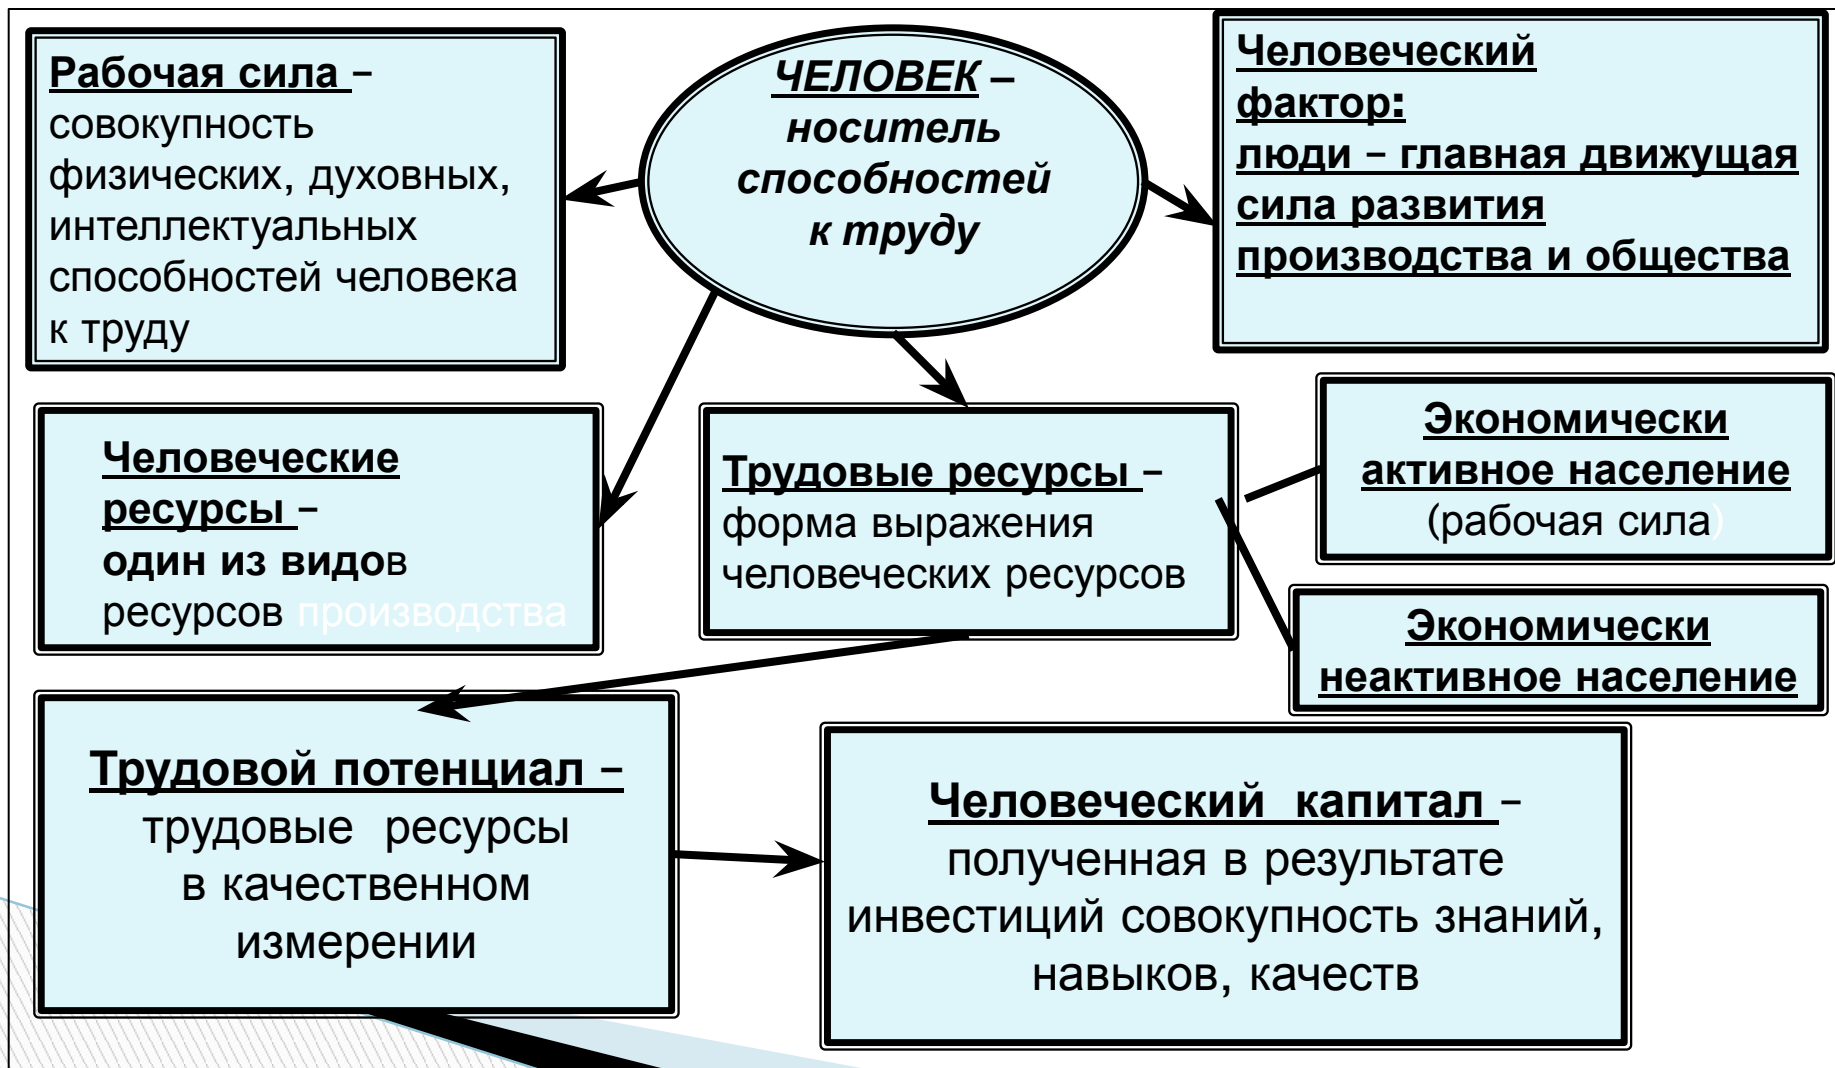 Рабочая сила –
совокупность
физических, духовных,
интеллектуальных
способностей человека
к труду
ЧЕЛОВЕК –
носитель
способностей
к труду
Человеческий
фактор:
люди – главная движущая
сила развития
производства и общества
Человеческие
ресурсы –
один из видов
ресурсов производства
Трудовые ресурсы –
форма выражения
человеческих ресурсов
Экономически
активное население
(рабочая сила)
Экономически
неактивное население
Трудовой потенциал –
трудовые ресурсы
в качественном
измерении
Человеческий капитал –
полученная в результате
инвестиций совокупность знаний,
навыков, качеств